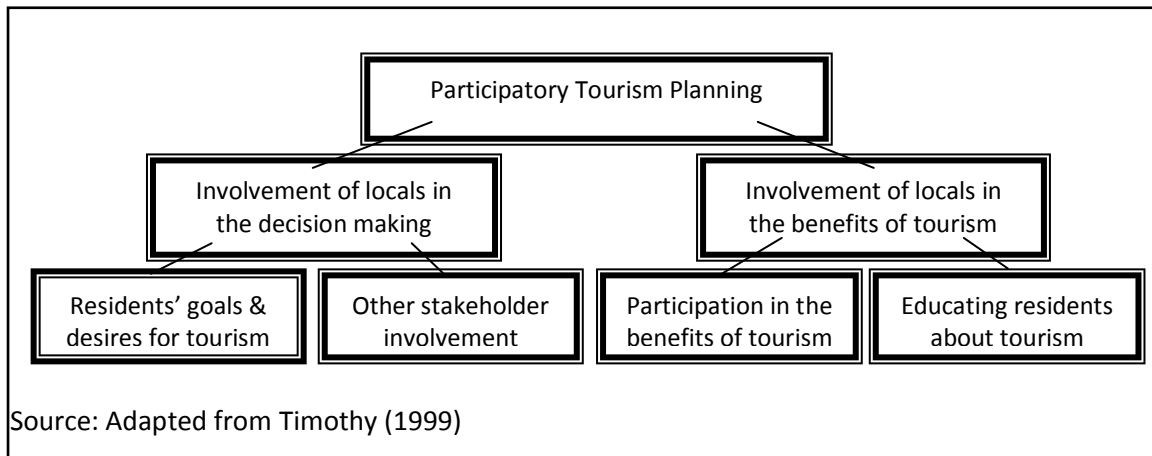 Participatory Tourism Planning
Involvement of locals in
the decision making
Involvement of locals in
the benefits of tourism
Residents’ goals &
desires for tourism
Other stakeholder
involvement
Participation in the
benefits of tourism
Educating residents
about tourism
Source: Adapted from Timothy (1999)